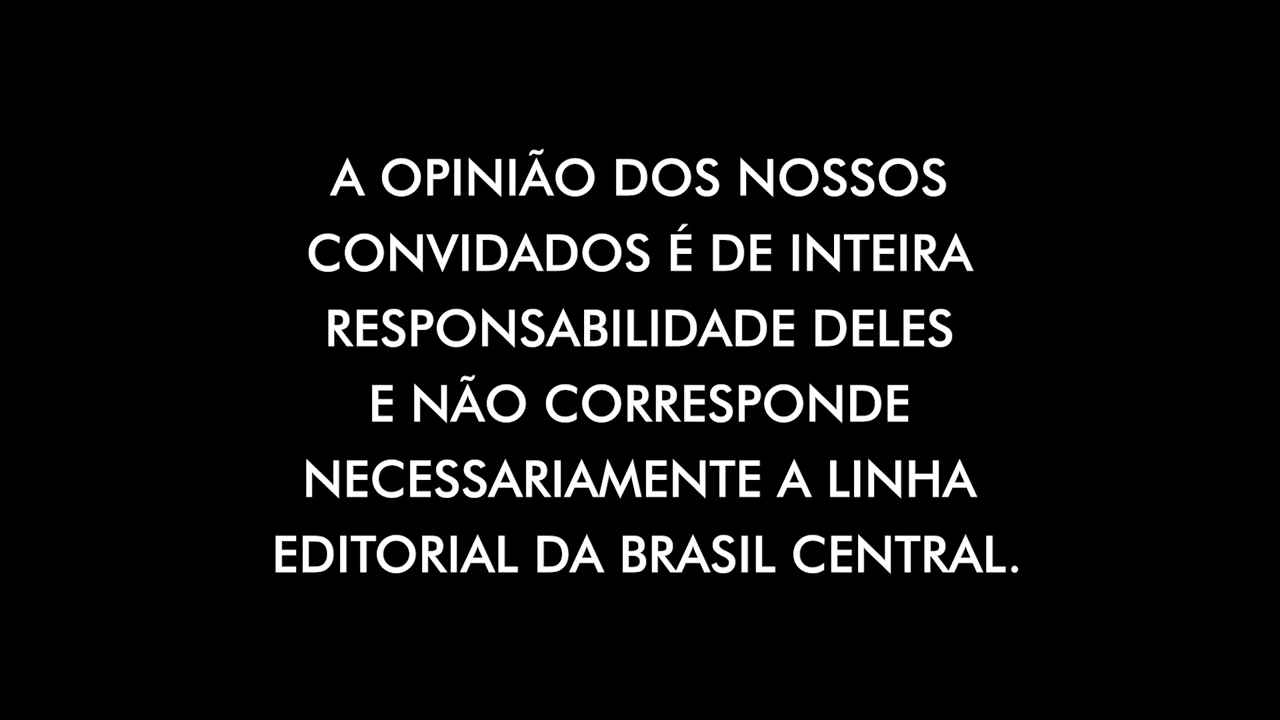 A OPINIÃO DOS NOSSOS
CONVIDADOS É DE INTEIRA
RESPONSABILIDADE DELES
E NÃO CORRESPONDE
NECESSARIAMENTE A LINHA
EDITORIAL DA BRASIL CENTRAL.